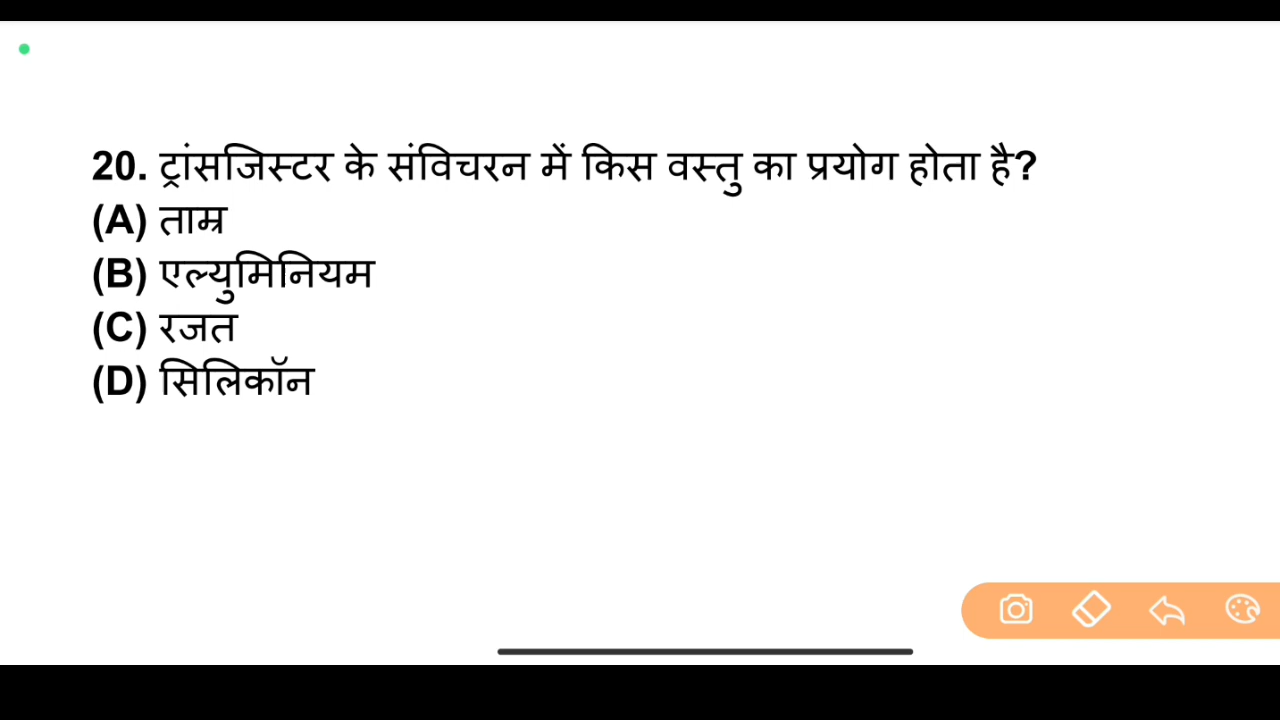 20. ट्रांसजिस्टर के संविचरन में किस वस्तु का प्रयोग होता है?
(A) ताम्र
(B) एल्युमिनियम
(C) रजत
(D) सिलिकॉन